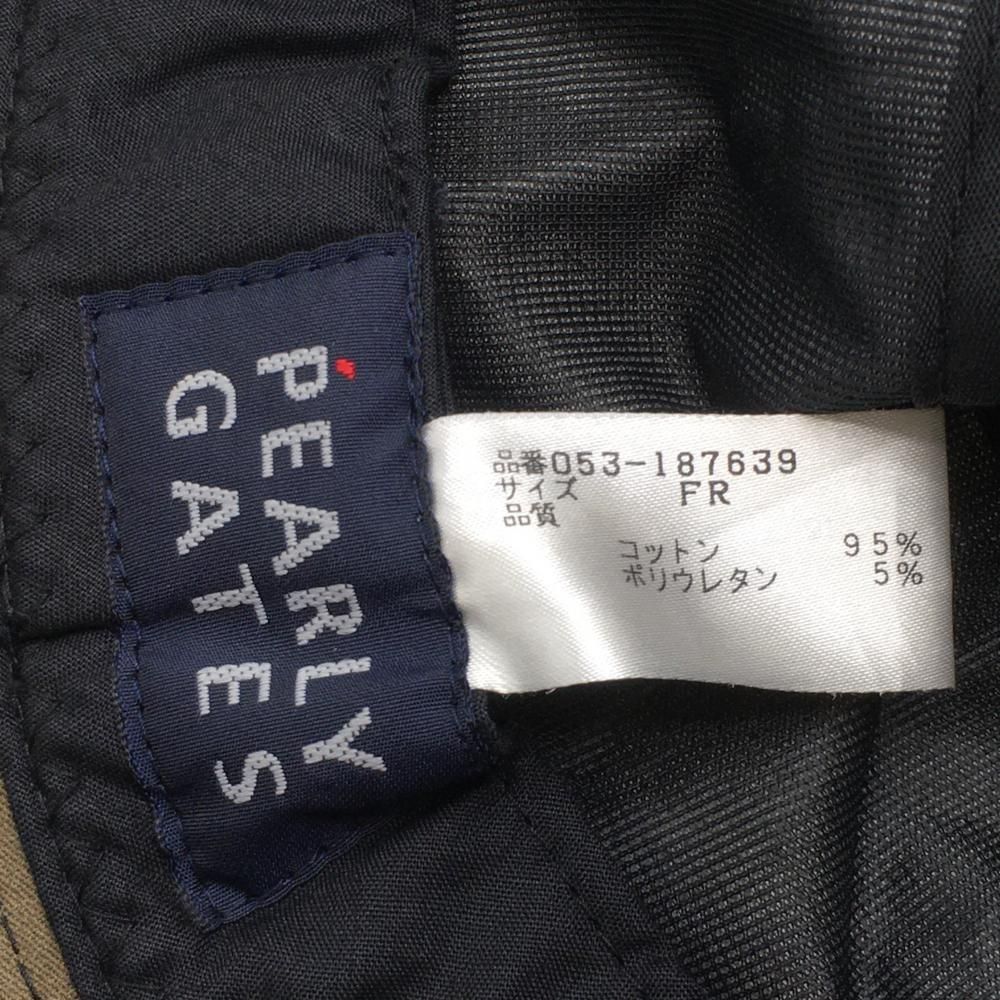 PEARLY
GATES
品番053-187639
サイズ FR
品質
コットン 95%
ポリウレタン 5%